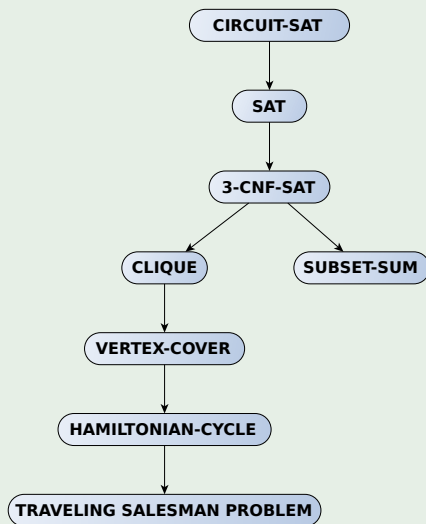 CIRCUIT-SAT
SAT
3-CNF-SAT
CLIQUE
SUBSET-SUM
VERTEX-COVER
HAMILTONIAN-CYCLE
TRAVELING SALESMAN PROBLEM